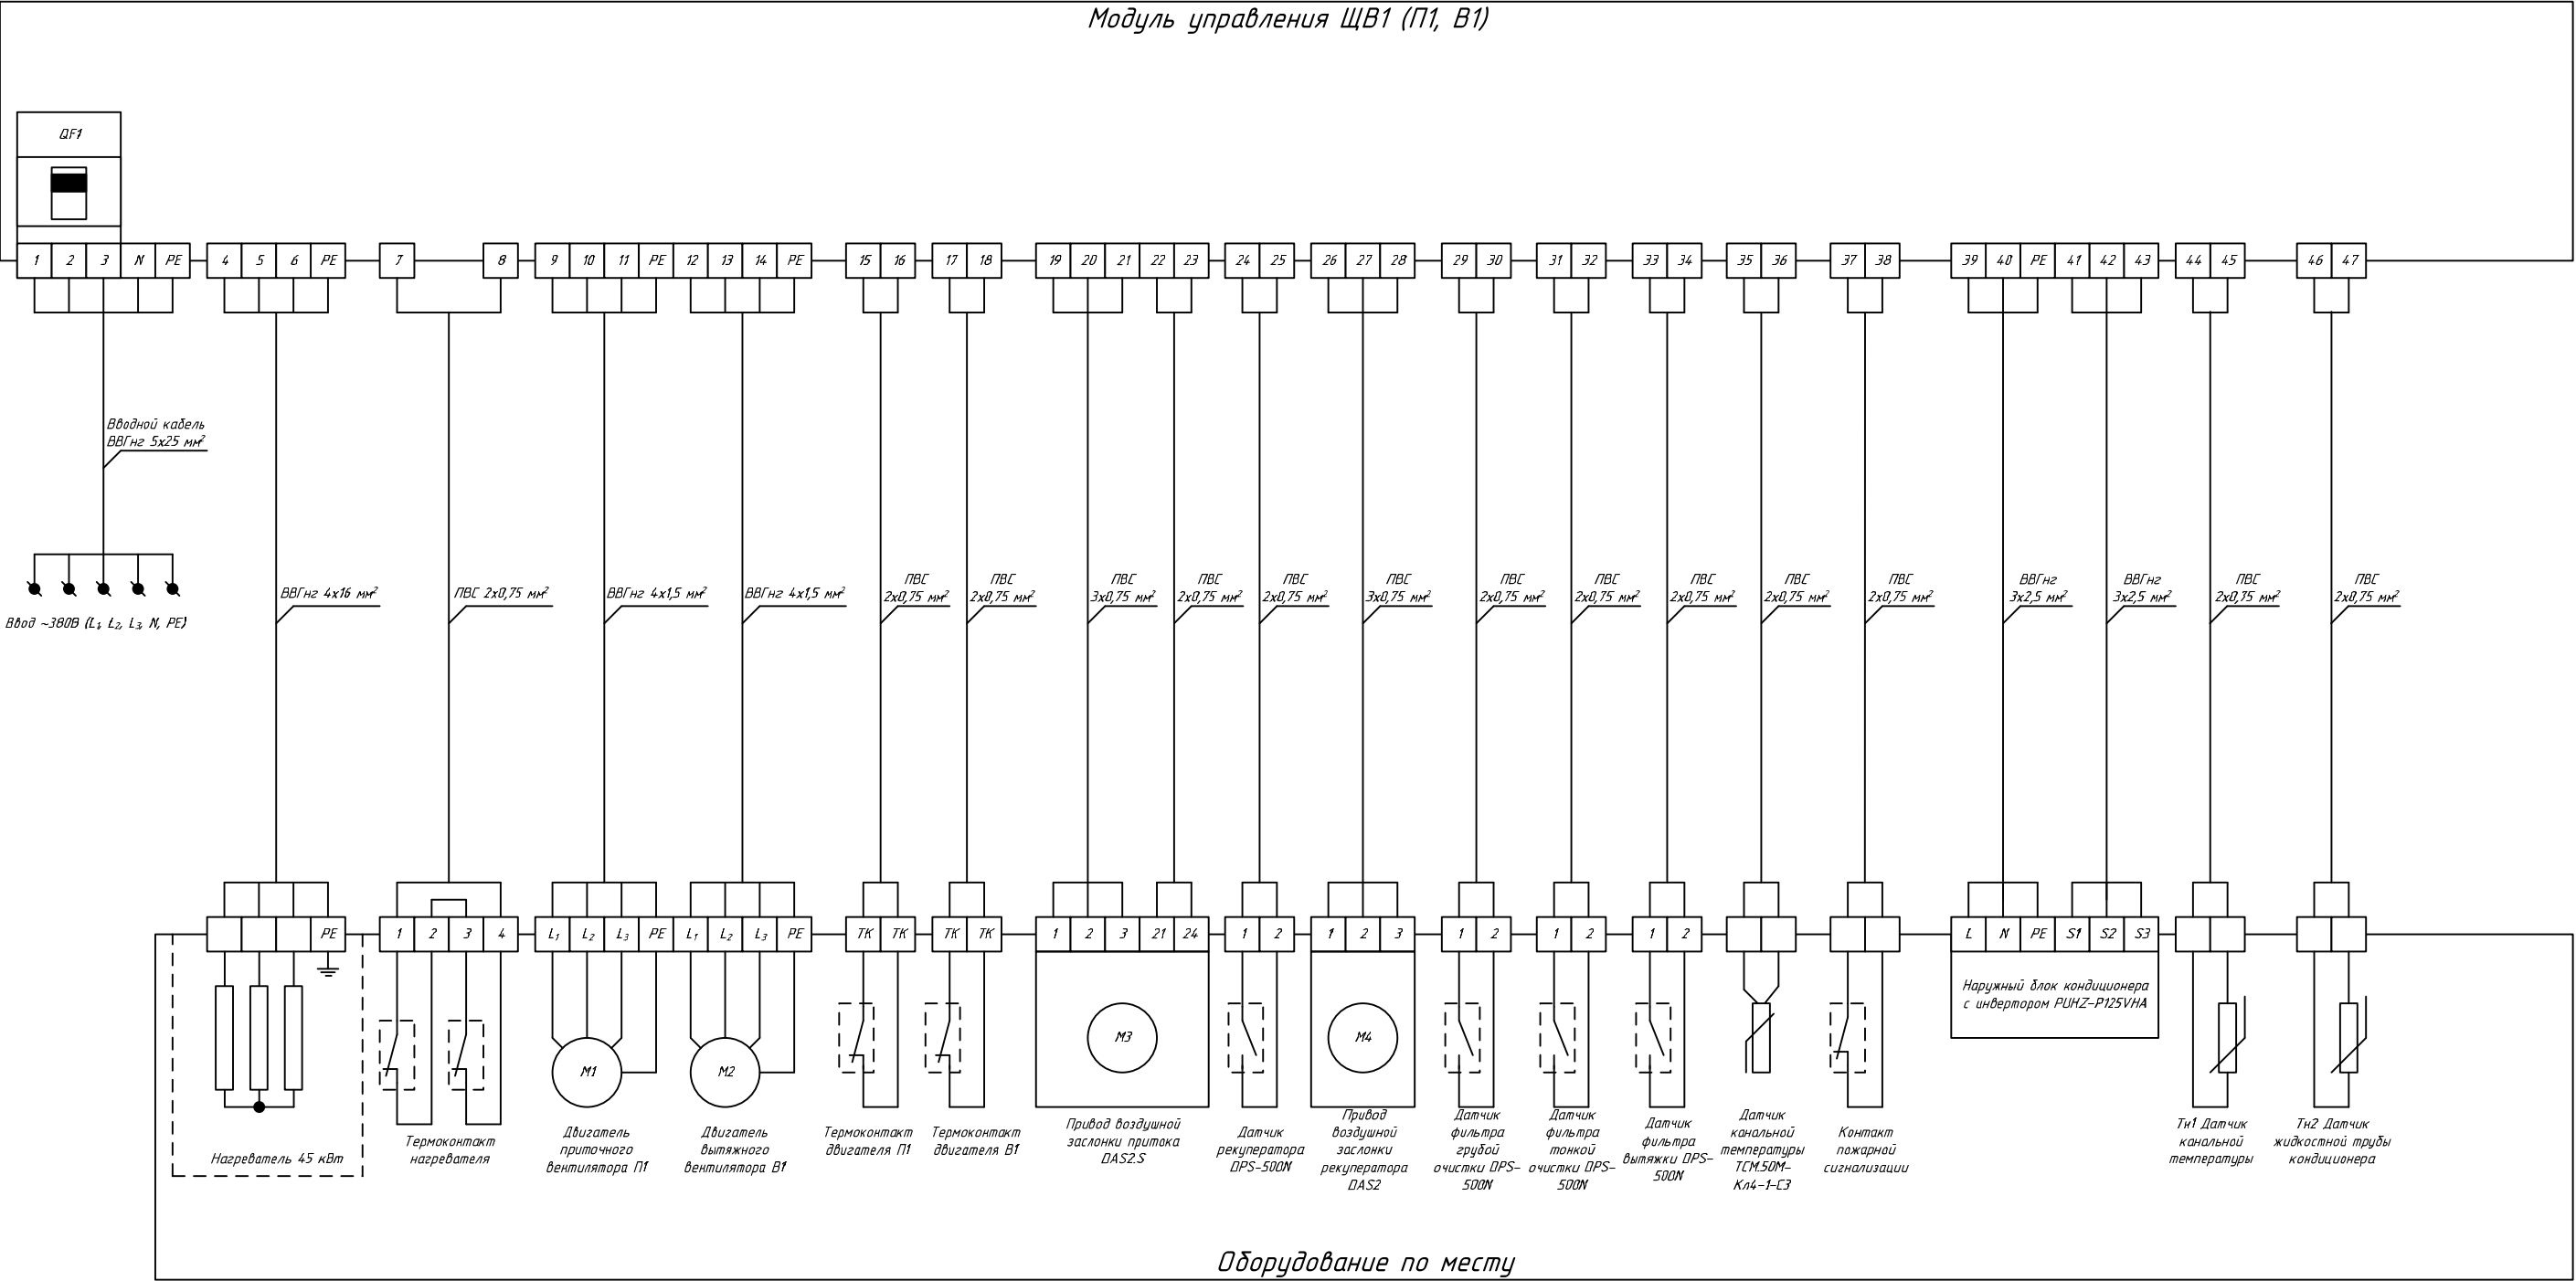 Модуль управления ЩВ1 (П1, В1)
QF1
1 2 3 N PE 4 5 6 PE 7 8 9 10 11 PE 12 13 14 PE 15 16 17 18 19 20 21 22 23 24 25 26 27 28 29 30 31 32 33 34 35 36 37 38 39 40 PE 41 42 43 44 45 46 47
Вводной кабель
ВВГнг 5х25 мм²
Ввод ~380В (L₁, L₂, L₃, N, PE)
ВВГнг 4х16 мм²
ПВС 2х0,75 мм²
ВВГнг 4х1,5 мм²
ВВГнг 4х1,5 мм²
ПВС
2х0,75 мм²
ПВС
2х0,75 мм²
ПВС
3х0,75 мм²
ПВС
2х0,75 мм²
ПВС
2х0,75 мм²
ПВС
3х0,75 мм²
ПВС
2х0,75 мм²
ПВС
2х0,75 мм²
ПВС
2х0,75 мм²
ПВС
2х0,75 мм²
ПВС
2х0,75 мм²
ВВГнг
3х2,5 мм²
ВВГнг
3х2,5 мм²
ПВС
2х0,75 мм²
ПВС
2х0,75 мм²
PE 1 2 3 4 L₁ L₂ L₃ PE L₁ L₂ L₃ PE ТК ТК ТК ТК 1 2 3 21 24 1 2 1 2 3 1 2 1 2 1 2 L N PE S1 S2 S3
Нагреватель 45 кВт
Термоконтакт
нагревателя
М1
Двигатель
приточного
вентилятора П1
М2
Двигатель
вытяжного
вентилятора В1
Термоконтакт
двигателя П1
Термоконтакт
двигателя В1
М3
Привод воздушной
заслонки притока
DAS2.S
Датчик
рекуператора
DPS-500N
М4
Привод
воздушной
заслонки
рекуператора
DAS2
Датчик
фильтра
грубой
очистки DPS-
500N
Датчик
фильтра
тонкой
очистки DPS-
500N
Датчик
фильтра
вытяжки DPS-
500N
Датчик
канальной
температуры
ТСМ.50М-
Кл4-1-С3
Контакт
пожарной
сигнализации
Наружный блок кондиционера
с инвертором PUHZ-P125VHA
Тн1 Датчик
канальной
температуры
Тн2 Датчик
жидкостной трубы
кондиционера
Оборудование по месту